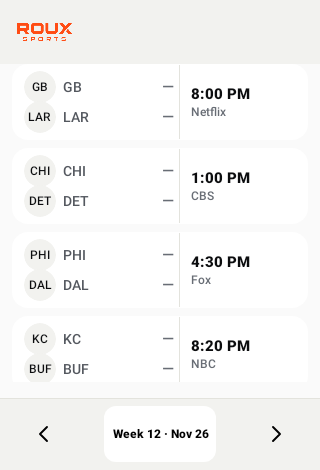 ROUX
SPORTS
GB GB —
LAR LAR —
8:00 PM
Netflix
CHI CHI —
DET DET —
1:00 PM
CBS
PHI PHI —
DAL DAL —
4:30 PM
Fox
KC KC —
BUF BUF —
8:20 PM
NBC
Week 12 · Nov 26